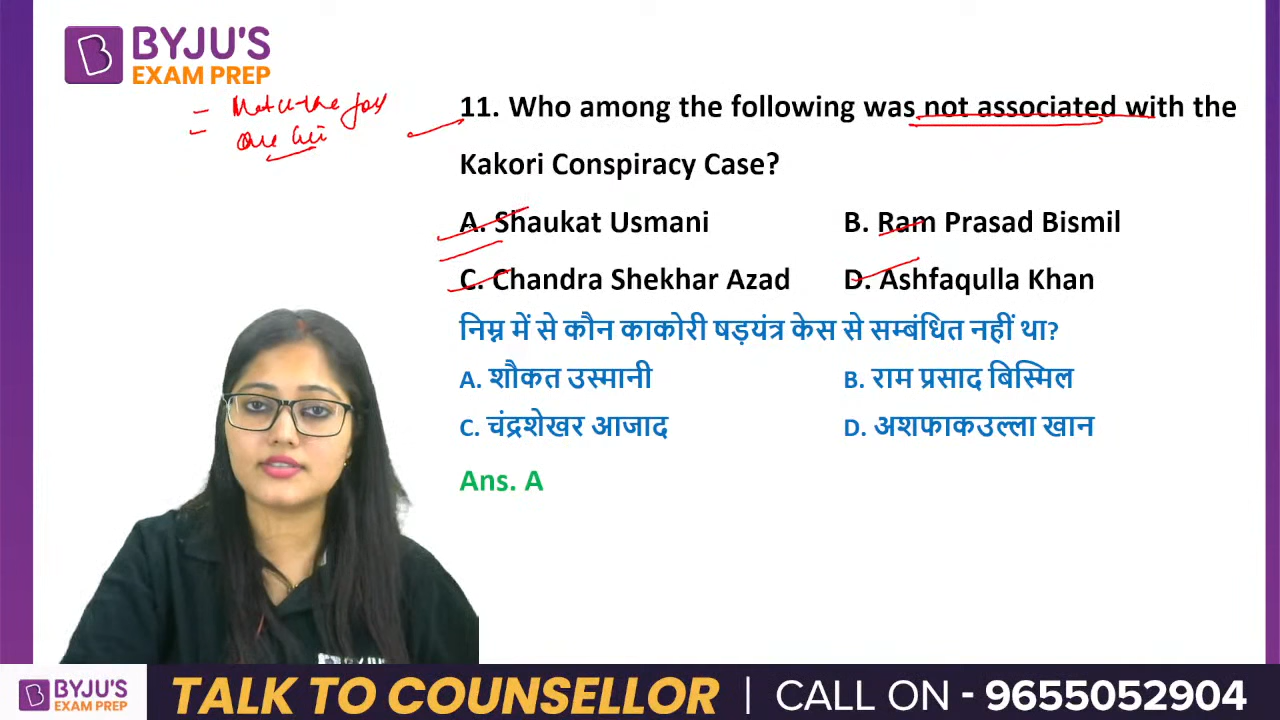 BYJU'S
EXAM PREP
11. Who among the following was not associated with the
Kakori Conspiracy Case?
A. Shaukat Usmani B. Ram Prasad Bismil
C. Chandra Shekhar Azad D. Ashfaqulla Khan
निम्न में से कौन काकोरी षड़यंत्र केस से सम्बंधित नहीं था?
A. शौकत उस्मानी B. राम प्रसाद बिस्मिल
C. चंद्रशेखर आजाद D. अशफाकउल्ला खान
Ans. A
BYJU'S
EXAM PREP
TALK TO COUNSELLOR | CALL ON - 9655052904